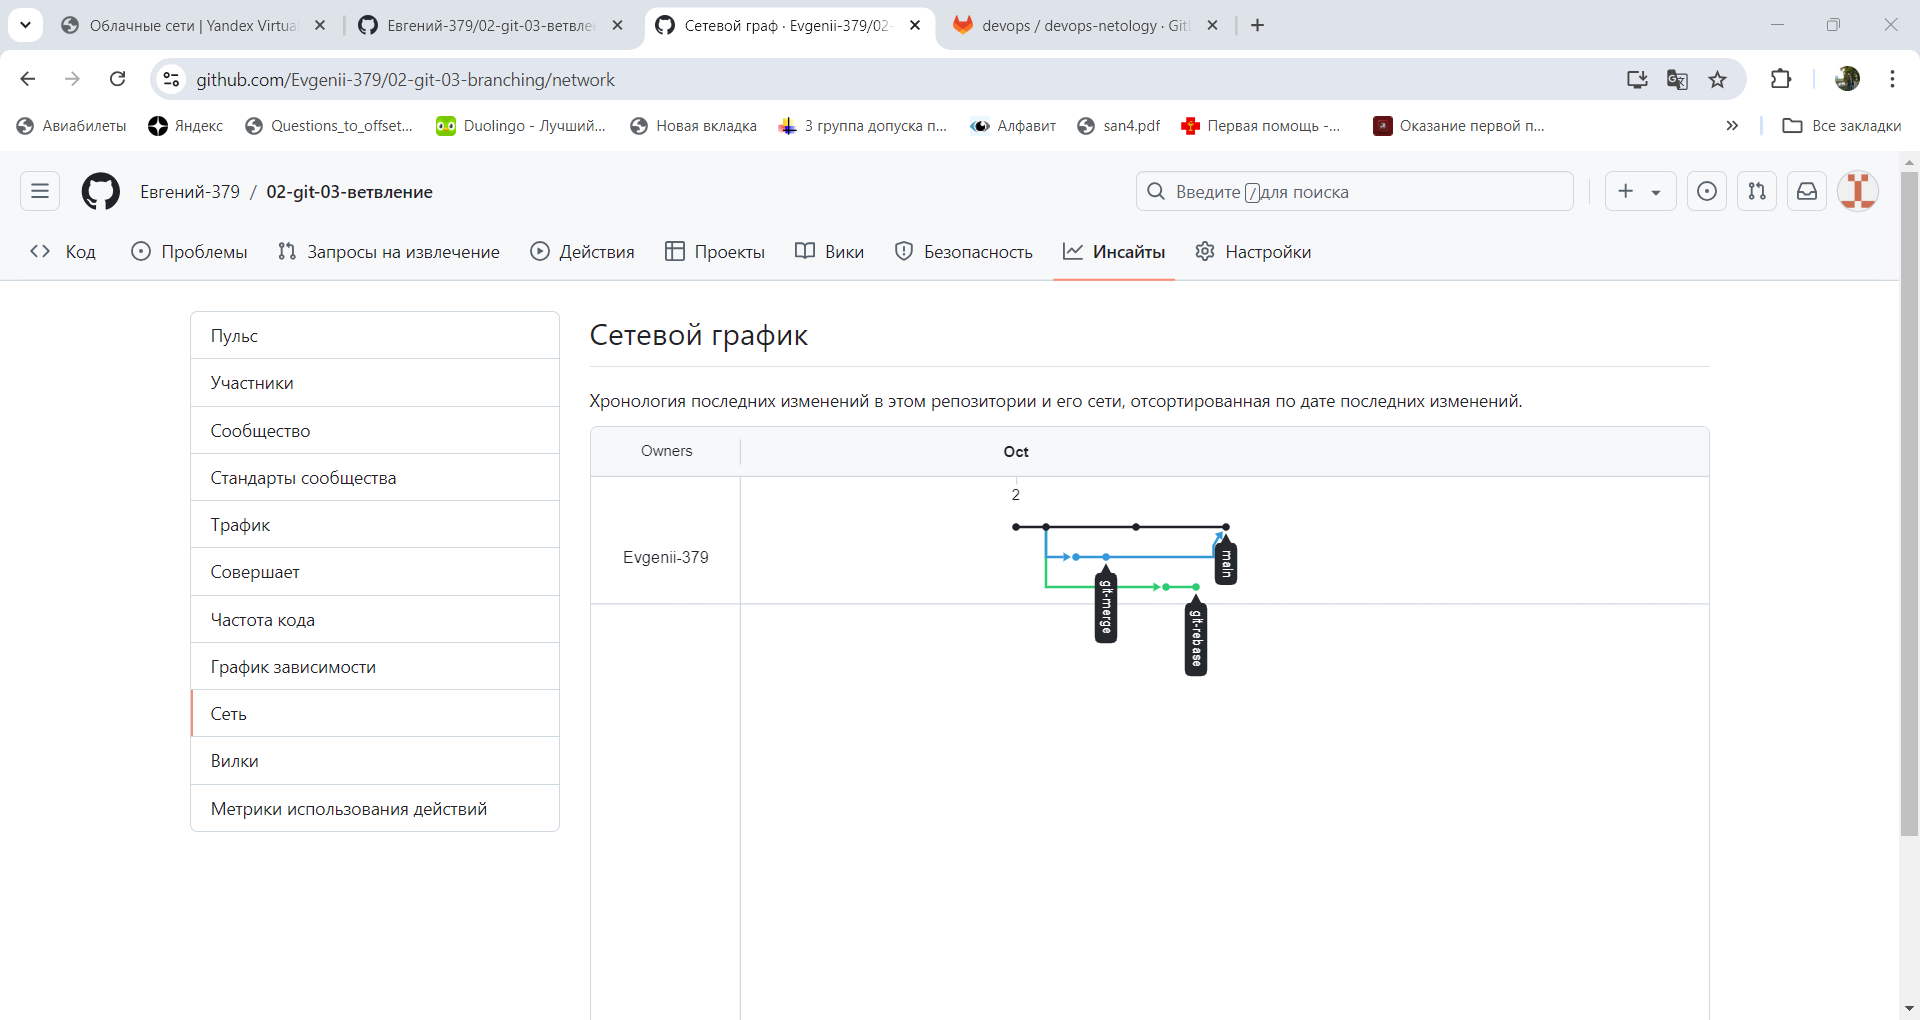 Облачные сети | Yandex Virtua
Евгений-379/02-git-03-ветвле
Сетевой граф · Evgenii-379/02-
devops / devops-netology · Git
github.com/Evgenii-379/02-git-03-branching/network
Авиабилеты
Яндекс
Questions_to_offset...
Duolingo - Лучший...
Новая вкладка
3 группа допуска п...
Алфавит
san4.pdf
Первая помощь -...
Оказание первой п...
Все закладки
Евгений-379 / 02-git-03-ветвление
Введите / для поиска
Код
Проблемы
Запросы на извлечение
Действия
Проекты
Вики
Безопасность
Инсайты
Настройки
Пульс
Участники
Сообщество
Стандарты сообщества
Трафик
Совершает
Частота кода
График зависимости
Сеть
Вилки
Метрики использования действий
Сетевой график
Хронология последних изменений в этом репозитории и его сети, отсортированная по дате последних изменений.
Owners
Oct
2
Evgenii-379
main
git-merge
git-rebase